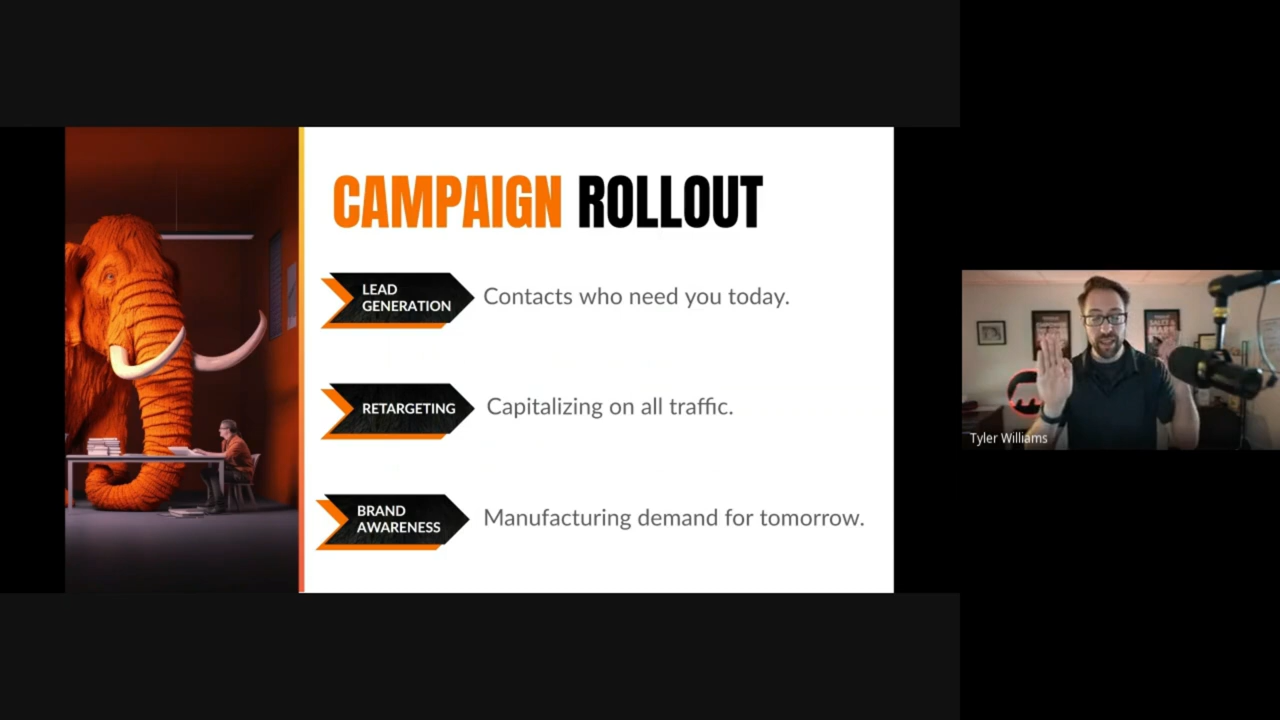 CAMPAIGN ROLLOUT
LEAD
GENERATION
Contacts who need you today.
RETARGETING
Capitalizing on all traffic.
BRAND
AWARENESS
Manufacturing demand for tomorrow.
Tyler Williams